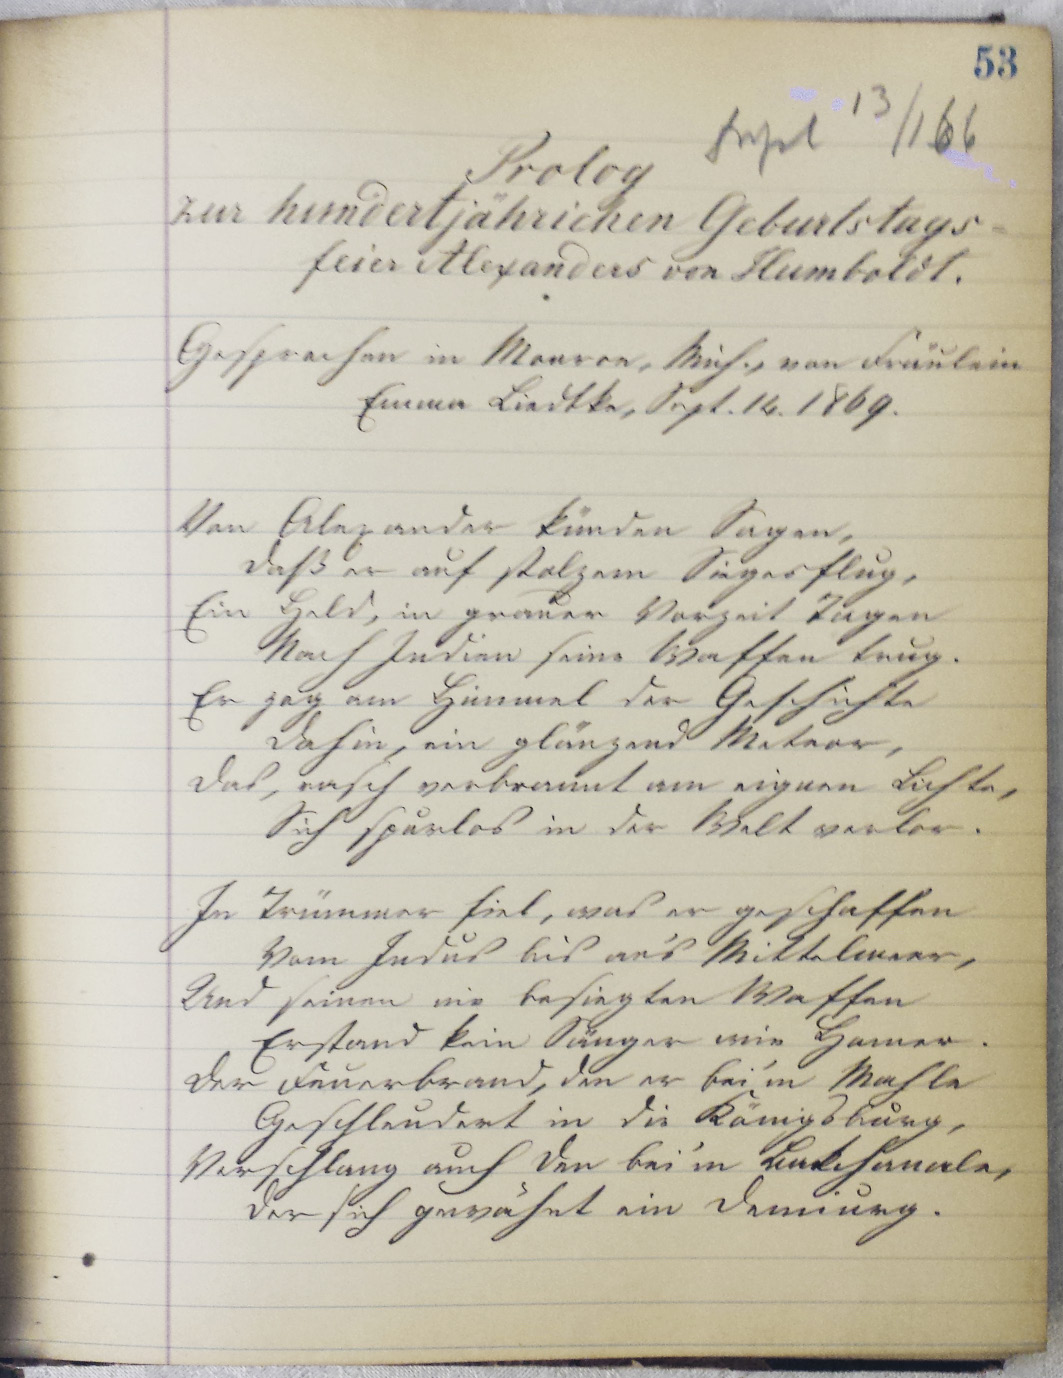 53
Sept 13/166
Prolog
zur hundertjährichen Geburtstags-
feier Alexanders von Humboldt.
Gesprochen in Monroe, Mich., von Fräulein
Emma Liedtke, Sept. 14. 1869.
Von Alexander künden Sagen,
Daß er auf stolzem Siegesflug,
Ein Held, in grauer Vorzeit Tagen
Nach Indien seine Waffen trug.
Er zog am Himmel der Geschichte
Dahin, ein glänzend Meteor,
Das, rasch verbrannt am eignen Lichte,
Sich spurlos in der Welt verlor.
In Trümmer fiel, was er geschaffen
Vom Indus bis an's Mittelmeer,
Und seinen nie besiegten Waffen
Erstand kein Sänger wie Homer.
Der Feuerbrand, den er bei'm Mahle
Geschleudert in die Königsburg,
Verschlang auch den bei'm Bakchanale,
Der sich gewähnt ein Demiurg.